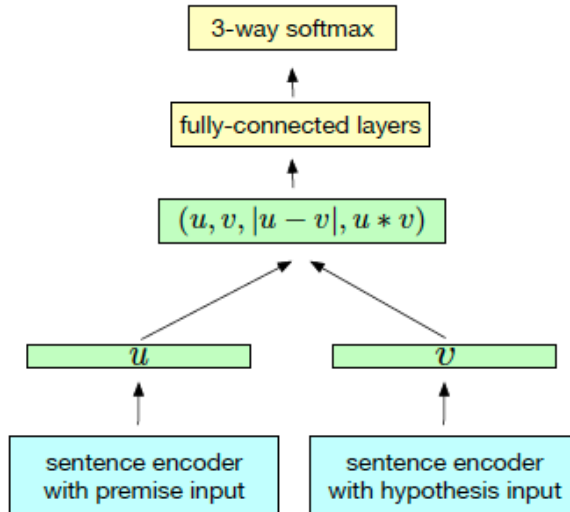 3-way softmax
fully-connected layers
(u, v, |u − v|, u * v)
u
v
sentence encoder
with premise input
sentence encoder
with hypothesis input